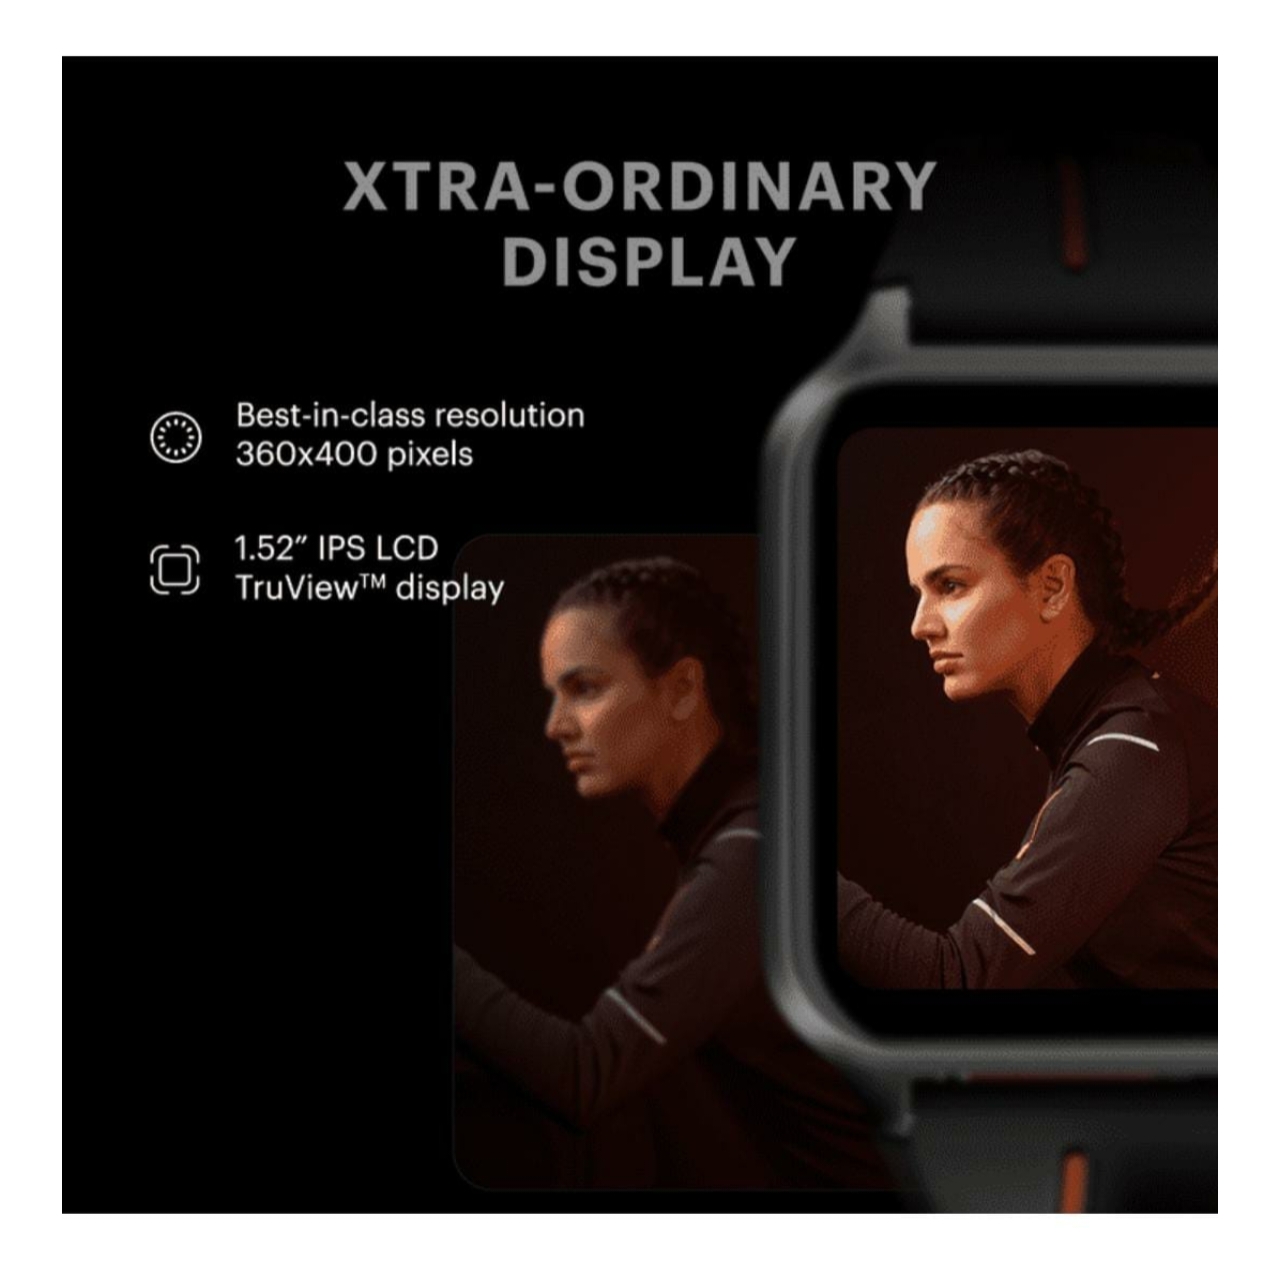 XTRA-ORDINARY
DISPLAY
Best-in-class resolution
360x400 pixels
1.52″ IPS LCD
TruView™ display